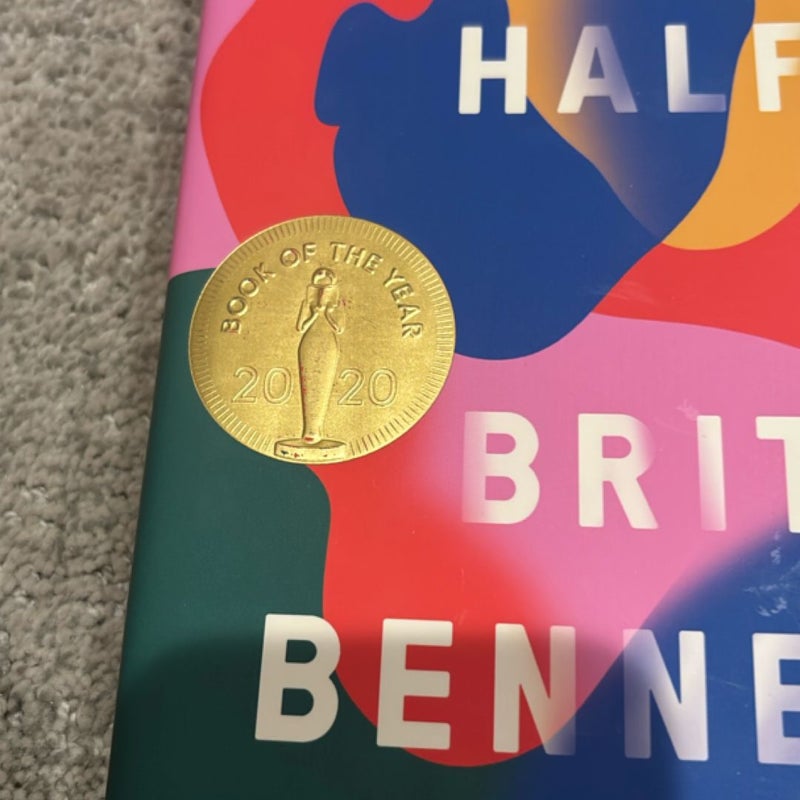 HALF
BOOK OF THE YEAR
2020
BRIT
BENNE